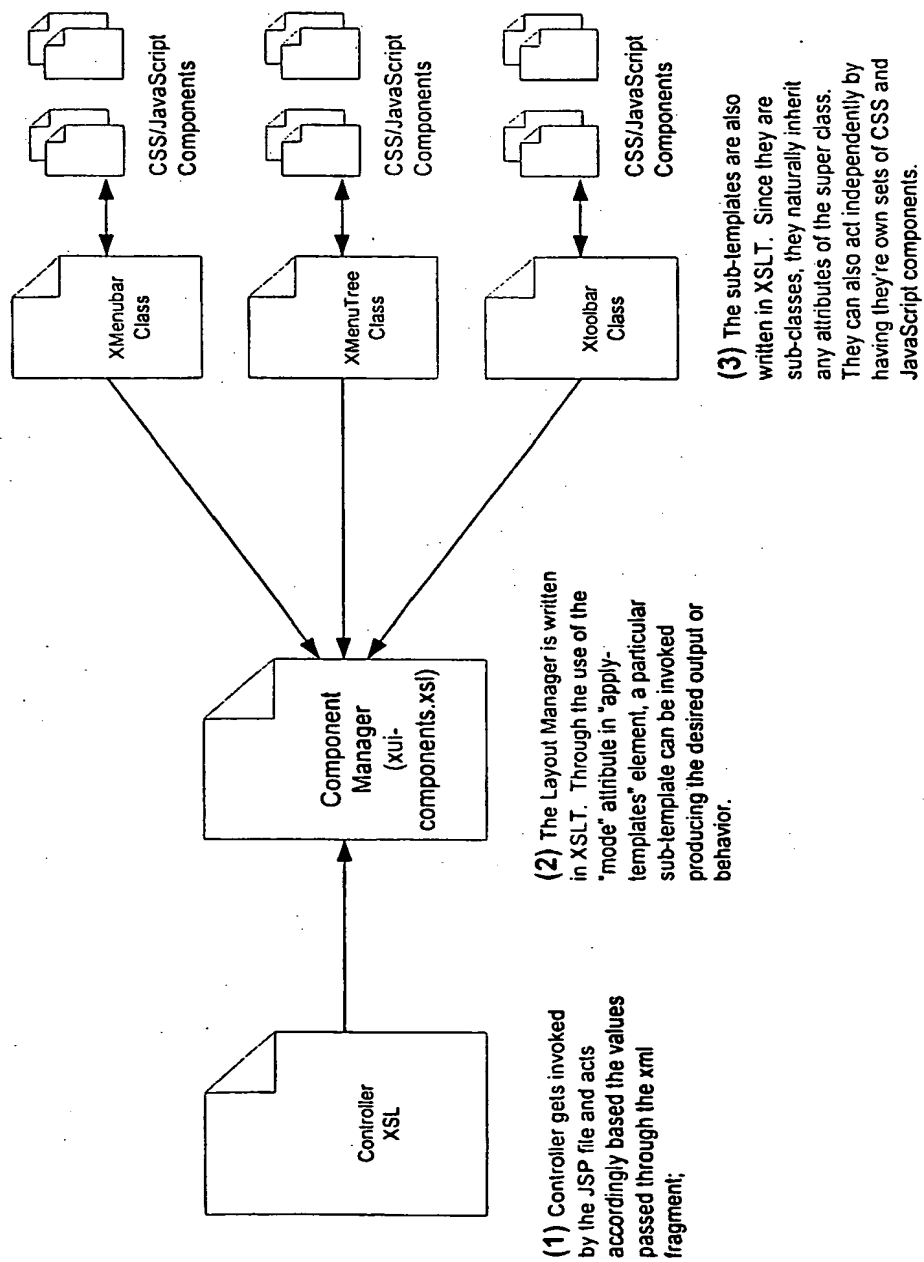 Controller
XSL
(1) Controller gets invoked
by the JSP file and acts
accordingly based the values
passed through the xml
fragment;
Component
Manager
(xui-
components.xsl)
(2) The Layout Manager is written
in XSLT. Through the use of the
"mode" attribute in "apply-
templates" element, a particular
sub-template can be invoked
producing the desired output or
behavior.
XMenubar
Class
CSS/JavaScript
Components
XMenuTree
Class
CSS/JavaScript
Components
Xtoolbar
Class
CSS/JavaScript
Components
(3) The sub-templates are also
written in XSLT. Since they are
sub-classes, they naturally inherit
any attributes of the super class.
They can also act independently by
having they're own sets of CSS and
JavaScript components.